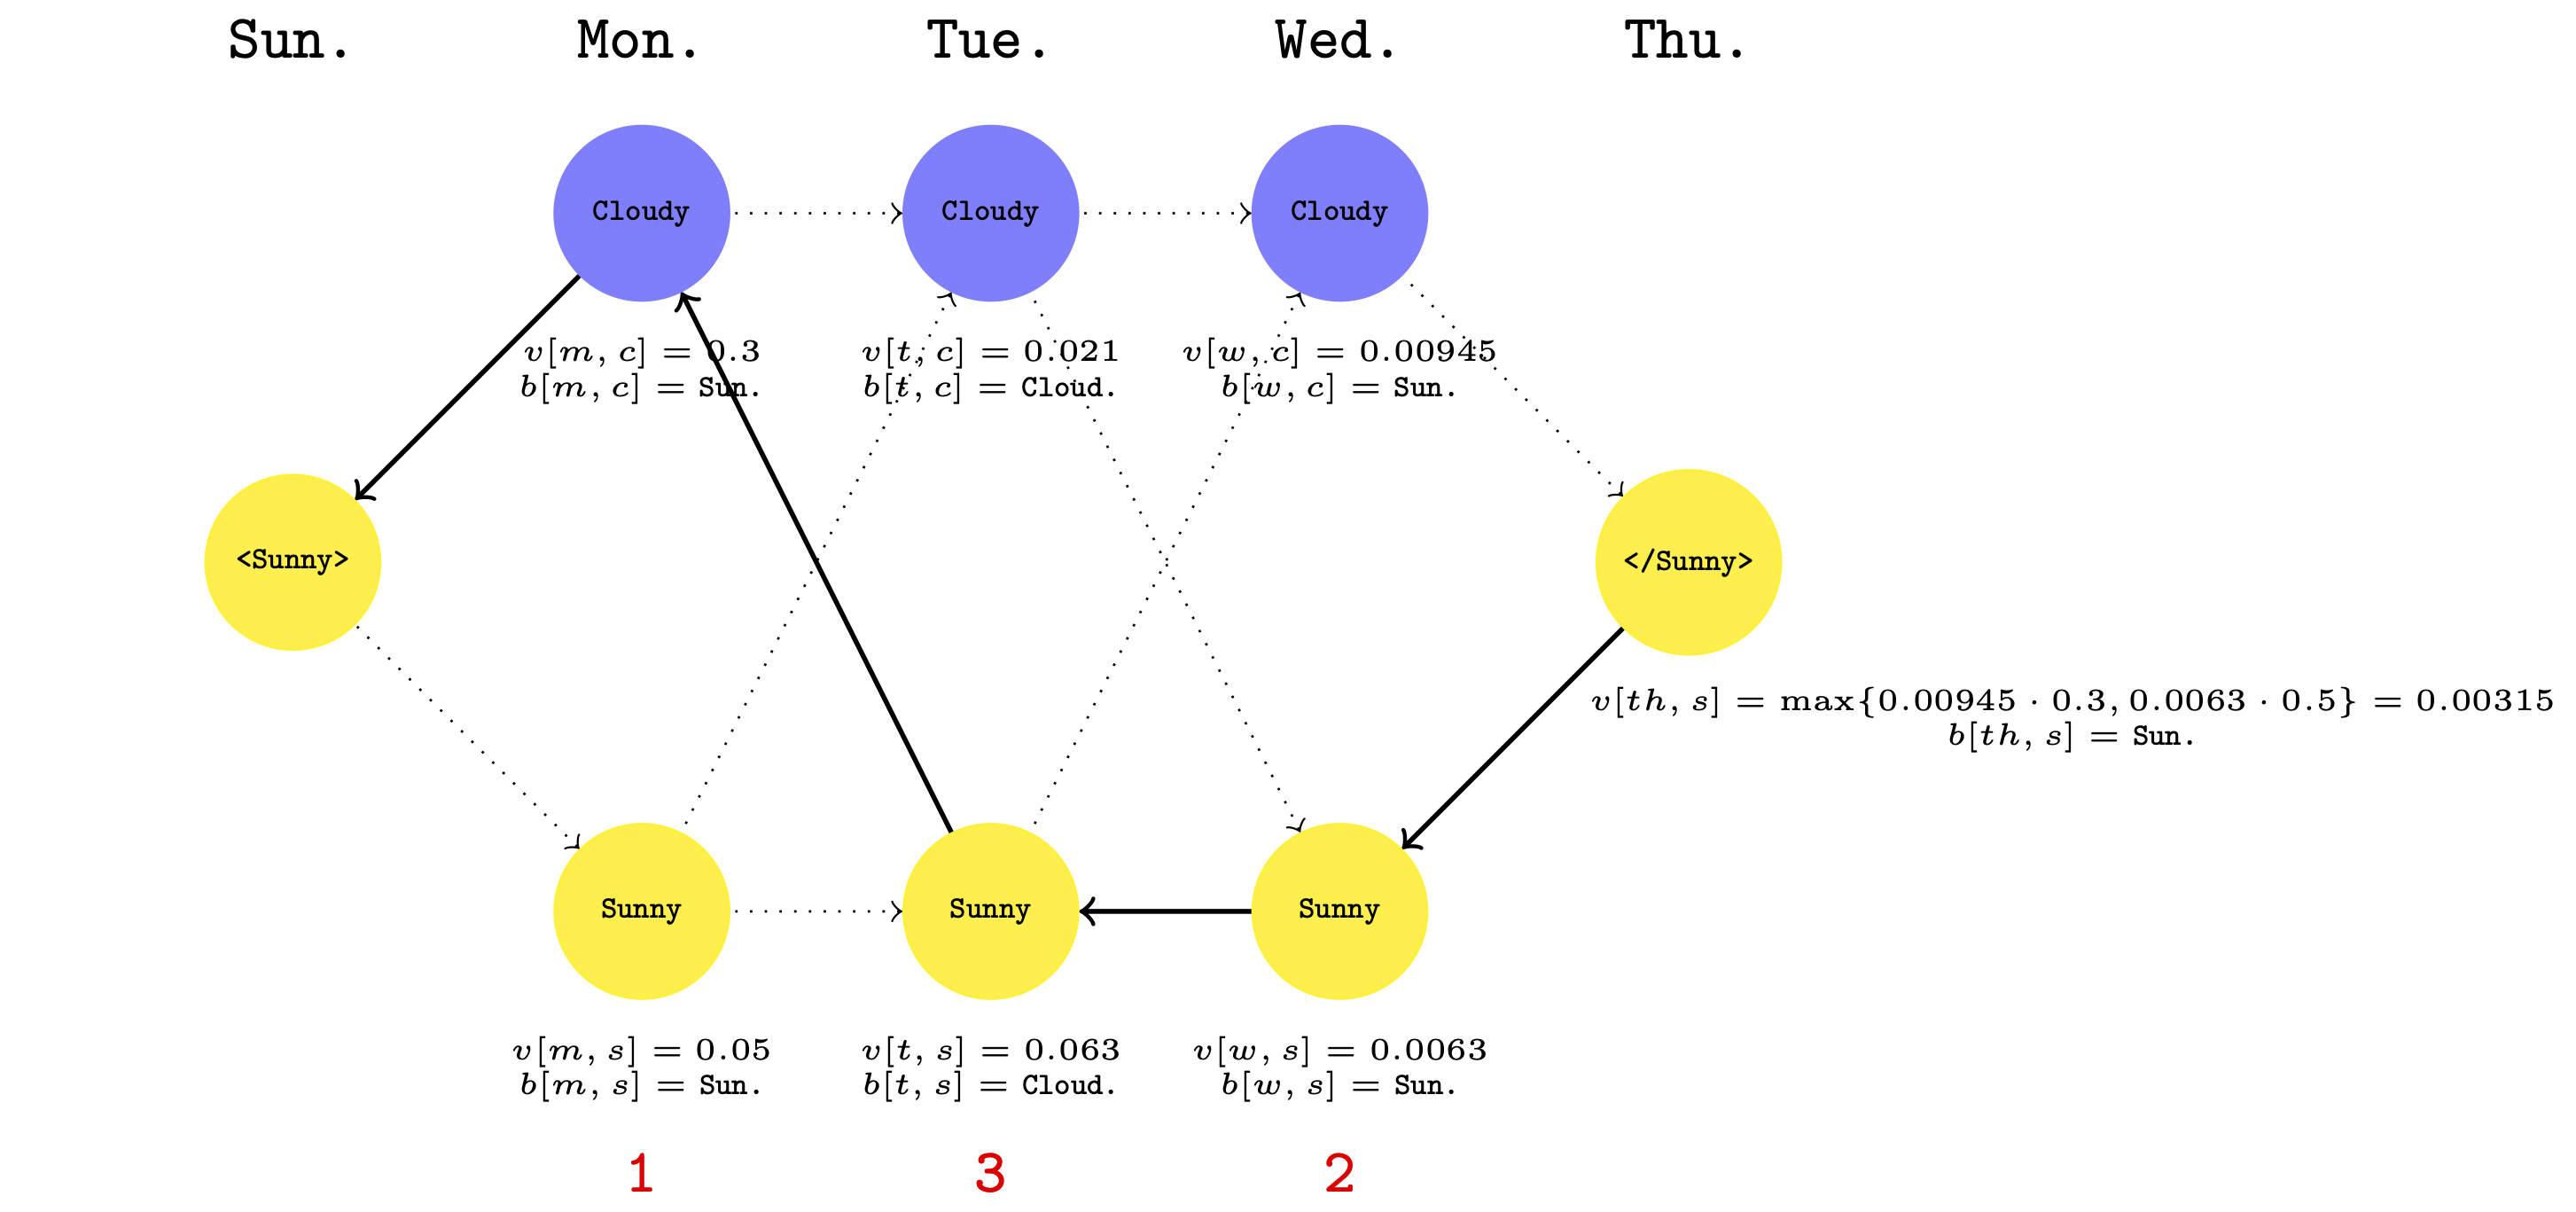 Sun. Mon. Tue. Wed. Thu.
Cloudy Cloudy Cloudy
v[m, c] = 0.3 v[t, c] = 0.021 v[w, c] = 0.00945
b[m, c] = Sun. b[t, c] = Cloud. b[w, c] = Sun.
<Sunny> </Sunny>
v[th, s] = max{0.00945 · 0.3, 0.0063 · 0.5} = 0.00315
b[th, s] = Sun.
Sunny Sunny Sunny
v[m, s] = 0.05 v[t, s] = 0.063 v[w, s] = 0.0063
b[m, s] = Sun. b[t, s] = Cloud. b[w, s] = Sun.
1 3 2